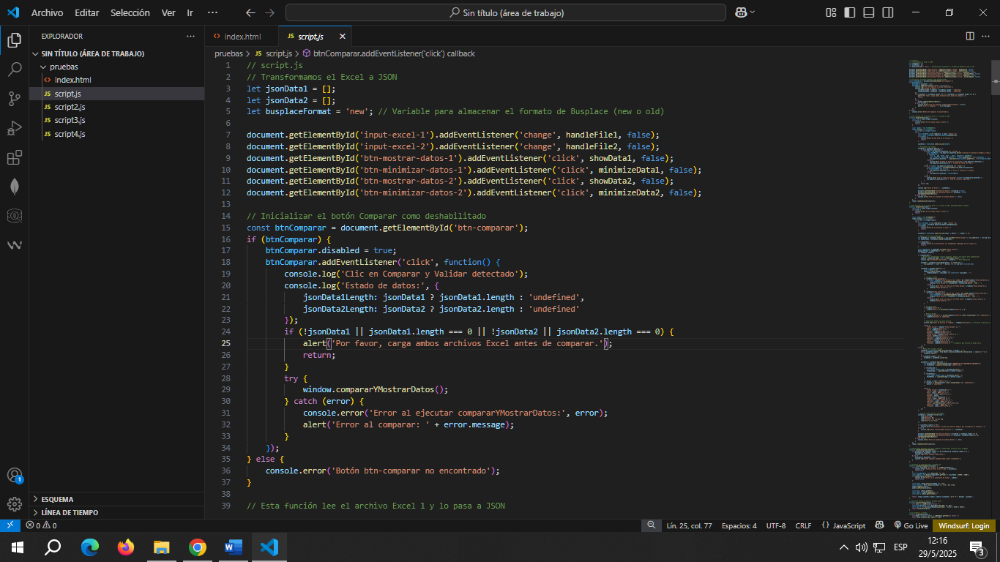 Archivo Editar Selección Ver Ir ··· Sin título (área de trabajo)
EXPLORADOR ···
SIN TÍTULO (ÁREA DE TRABAJO)
pruebas
index.html
JS script.js
JS script2.js
JS script3.js
JS script4.js
ESQUEMA
LÍNEA DE TIEMPO
index.html JS script.js
pruebas > JS script.js > btnComparar.addEventListener('click') callback
1 // script.js
2 // Transformamos el Excel a JSON
3 let jsonData1 = [];
4 let jsonData2 = [];
5 let busplaceFormat = 'new'; // Variable para almacenar el formato de Busplace (new o old)
6
7 document.getElementById('input-excel-1').addEventListener('change', handleFile1, false);
8 document.getElementById('input-excel-2').addEventListener('change', handleFile2, false);
9 document.getElementById('btn-mostrar-datos-1').addEventListener('click', showData1, false);
10 document.getElementById('btn-minimizar-datos-1').addEventListener('click', minimizeData1, false);
11 document.getElementById('btn-mostrar-datos-2').addEventListener('click', showData2, false);
12 document.getElementById('btn-minimizar-datos-2').addEventListener('click', minimizeData2, false);
13
14 // Inicializar el botón Comparar como deshabilitado
15 const btnComparar = document.getElementById('btn-comparar');
16 if (btnComparar) {
17 btnComparar.disabled = true;
18 btnComparar.addEventListener('click', function() {
19 console.log('Clic en Comparar y Validar detectado');
20 console.log('Estado de datos:', {
21 jsonData1Length: jsonData1 ? jsonData1.length : 'undefined',
22 jsonData2Length: jsonData2 ? jsonData2.length : 'undefined'
23 });
24 if (!jsonData1 || jsonData1.length === 0 || !jsonData2 || jsonData2.length === 0) {
25 alert('Por favor, carga ambos archivos Excel antes de comparar.');
26 return;
27 }
28 try {
29 window.compararYMostrarDatos();
30 } catch (error) {
31 console.error('Error al ejecutar compararYMostrarDatos:', error);
32 alert('Error al comparar: ' + error.message);
33 }
34 });
35 } else {
36 console.error('Botón btn-comparar no encontrado');
37 }
38
39 // Esta función lee el archivo Excel 1 y lo pasa a JSON
0 0 Lín. 25, col. 77 Espacios: 4 UTF-8 CRLF {} JavaScript Go Live Windsurf: Login
1
ESP
12:16
29/5/2025
3